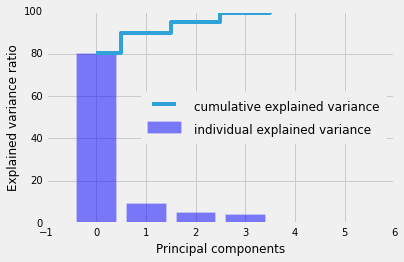 100
80
60
40
20
0
Explained variance ratio
cumulative explained variance
individual explained variance
−1 0 1 2 3 4 5 6
Principal components